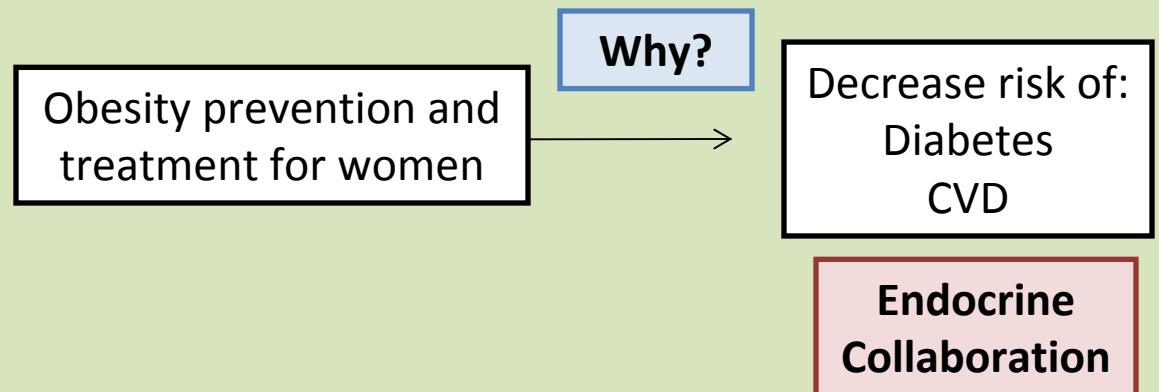 Why?
Obesity prevention and
treatment for women
Decrease risk of:
Diabetes
CVD
Endocrine
Collaboration